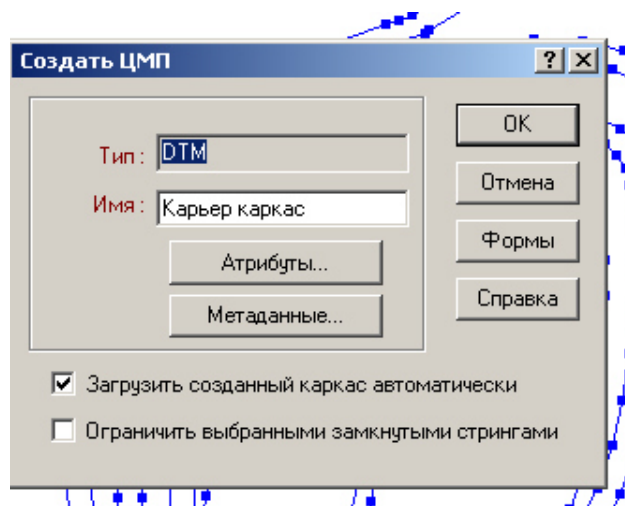 Создать ЦМП
? ×
Тип: DTM
Имя: Карьер каркас
Атрибуты...
Метаданные...
OK
Отмена
Формы
Справка
Загрузить созданный каркас автоматически
Ограничить выбранными замкнутыми стрингами